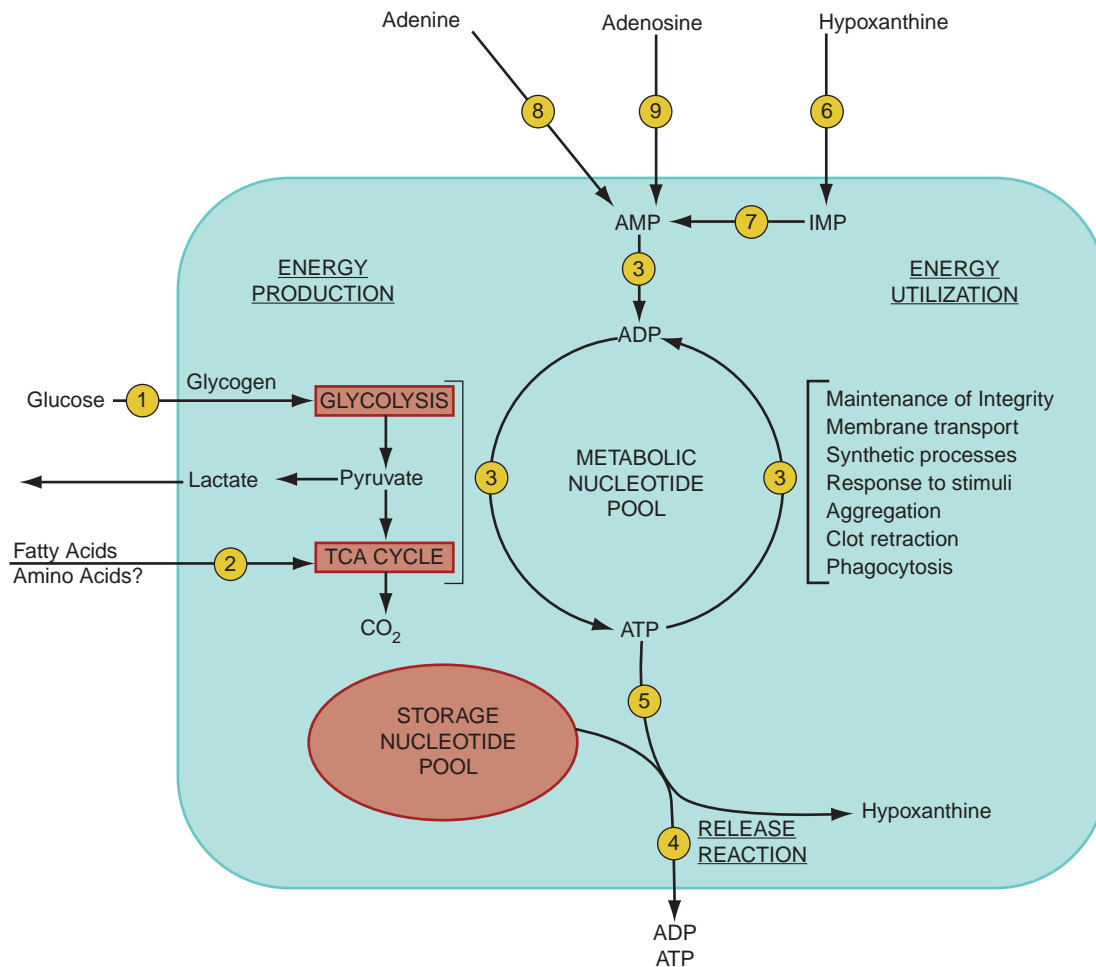 Adenine
Adenosine
Hypoxanthine
8
9
6
AMP
7
IMP
ENERGY
PRODUCTION
3
ENERGY
UTILIZATION
ADP
Glucose
1
Glycogen
GLYCOLYSIS
Lactate
Pyruvate
Fatty Acids
Amino Acids?
2
TCA CYCLE
CO2
3
METABOLIC
NUCLEOTIDE
POOL
3
Maintenance of Integrity
Membrane transport
Synthetic processes
Response to stimuli
Aggregation
Clot retraction
Phagocytosis
ATP
5
STORAGE
NUCLEOTIDE
POOL
Hypoxanthine
4
RELEASE
REACTION
ADP
ATP